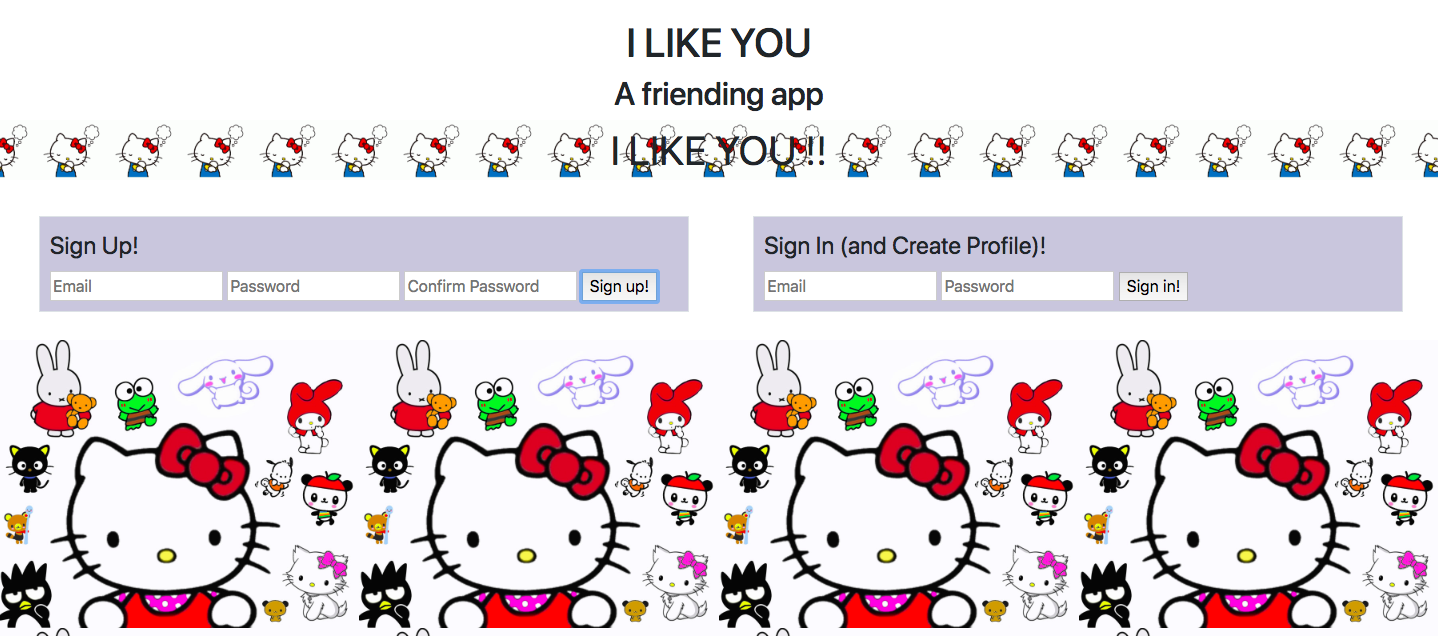 I LIKE YOU
A friending app
I LIKE YOU !!
Sign Up!
Email Password Confirm Password Sign up!
Sign In (and Create Profile)!
Email Password Sign in!